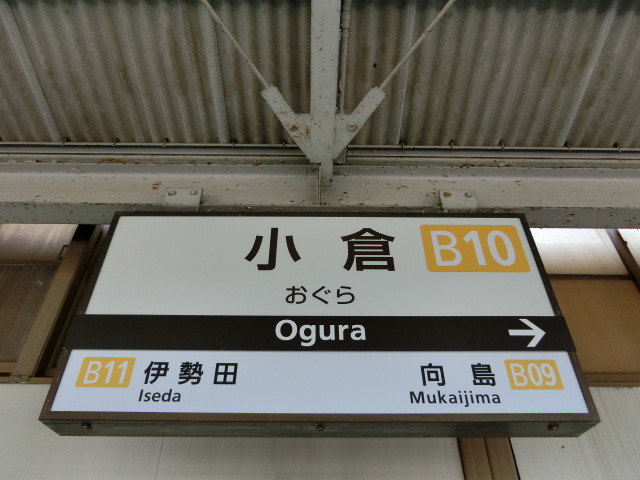 小倉 B10
おぐら
Ogura →
B11 伊勢田 向島 B09
Iseda Mukaijima